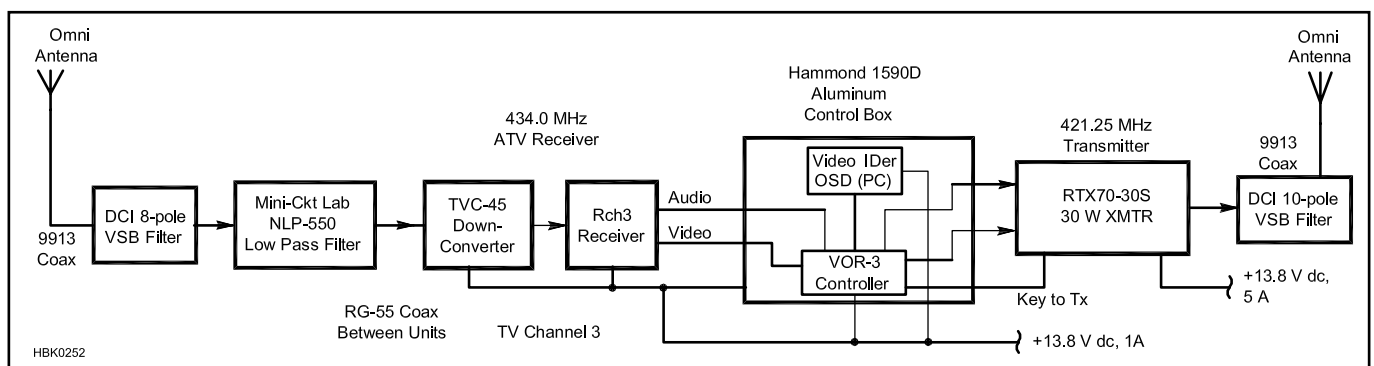 Omni
Antenna
9913
Coax
DCI 8-pole
VSB Filter
Mini-Ckt Lab
NLP-550
Low Pass Filter
434.0 MHz
ATV Receiver
TVC-45
Down-
Converter
Rch3
Receiver
RG-55 Coax
Between Units
TV Channel 3
Audio
Video
Hammond 1590D
Aluminum
Control Box
Video IDer
OSD (PC)
VOR-3
Controller
421.25 MHz
Transmitter
RTX70-30S
30 W XMTR
Key to Tx
+13.8 V dc, 1A
+13.8 V dc,
5 A
Omni
Antenna
9913
Coax
DCI 10-pole
VSB Filter
HBK0252